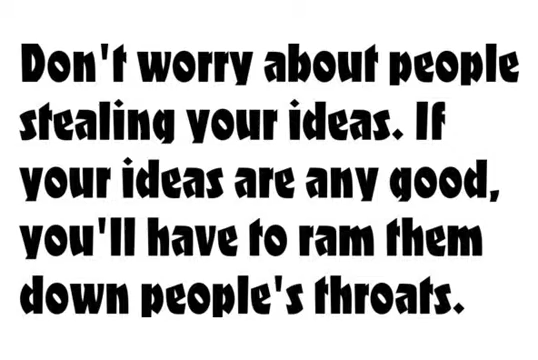 Don't worry about people
stealing your ideas. If
your ideas are any good,
you'll have to ram them
down people's throats.